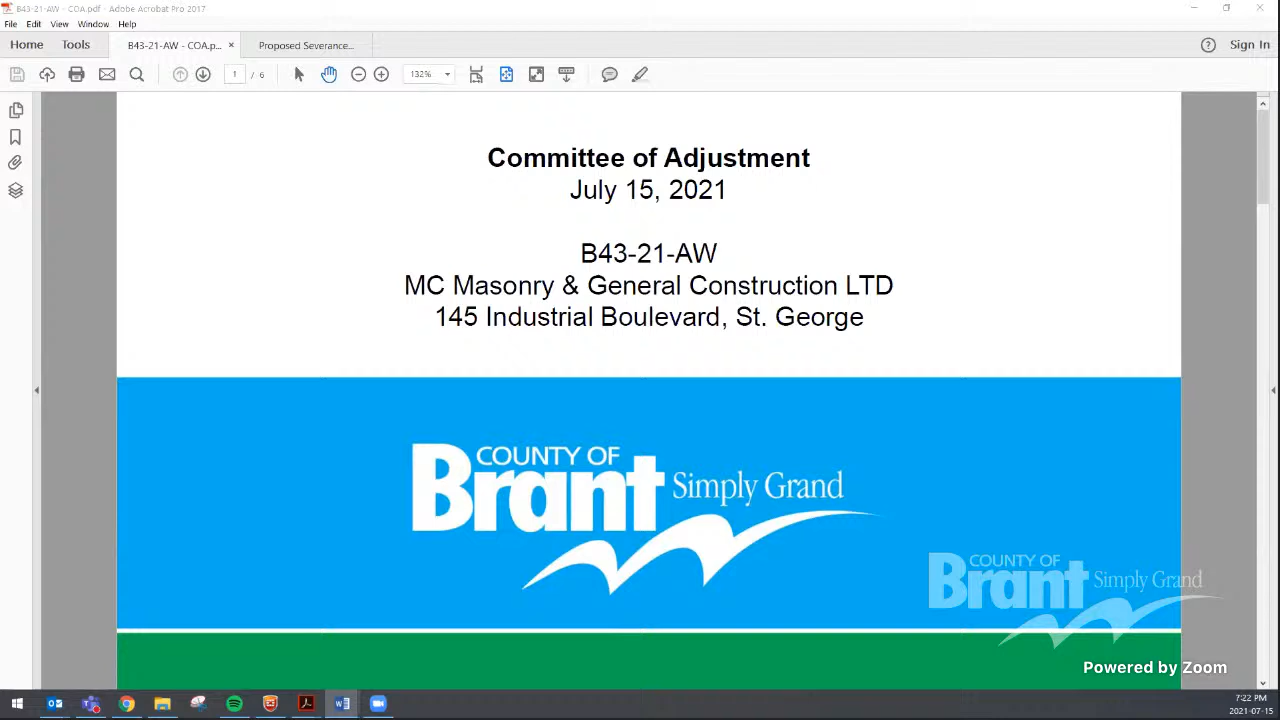 B43-21-AW - COA.pdf - Adobe Acrobat Pro 2017
File Edit View Window Help
Home Tools B43-21-AW - COA.p... × Proposed Severance... Sign In
1 / 6 132%
Committee of Adjustment
July 15, 2021
B43-21-AW
MC Masonry & General Construction LTD
145 Industrial Boulevard, St. George
COUNTY OF
Brant Simply Grand
COUNTY OF
Brant Simply Grand
Powered by Zoom
7:22 PM
2021-07-15